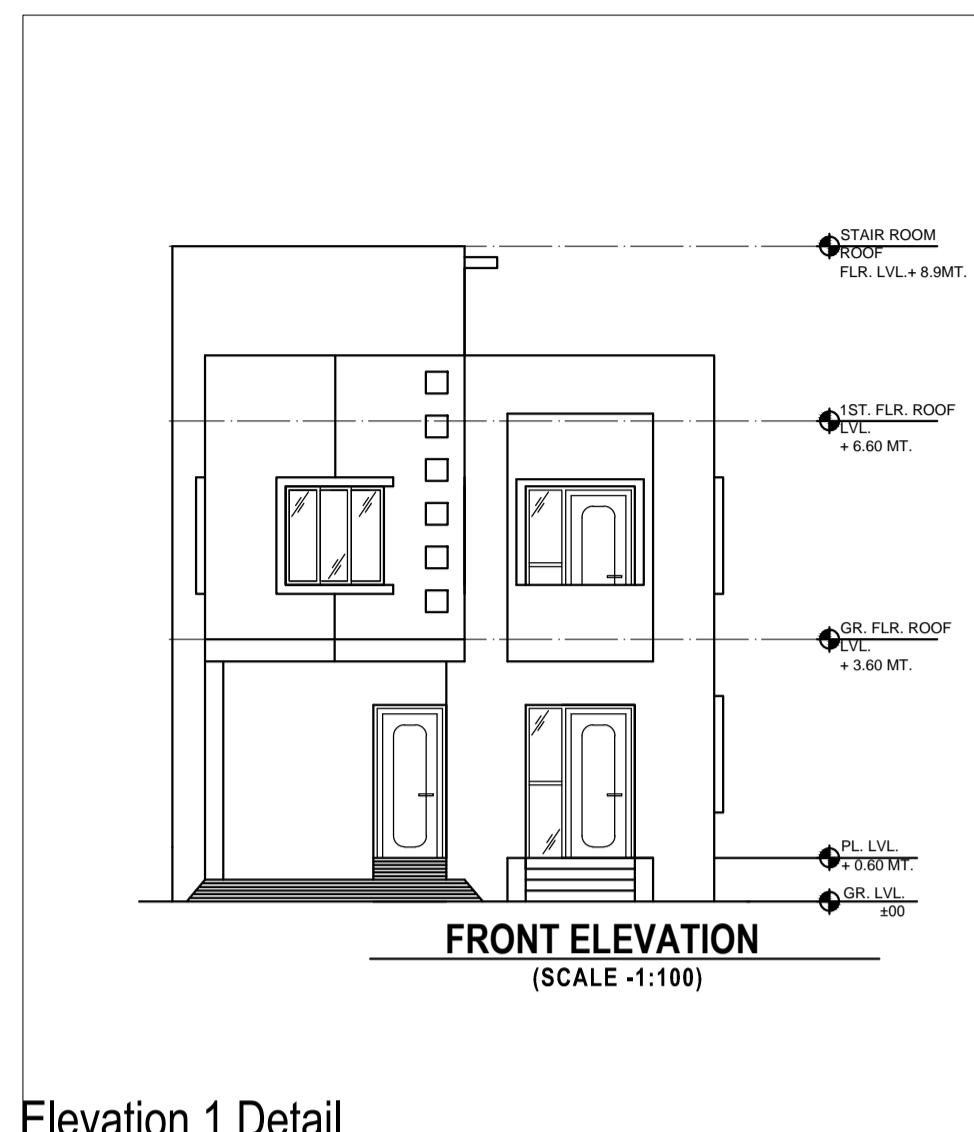 STAIR ROOM
ROOF
FLR. LVL.+ 8.9MT.
1ST. FLR. ROOF
LVL.
+ 6.60 MT.
GR. FLR. ROOF
LVL.
+ 3.60 MT.
PL. LVL.
+ 0.60 MT.
GR. LVL.
±00
FRONT ELEVATION
(SCALE -1:100)
Elevation 1 Detail